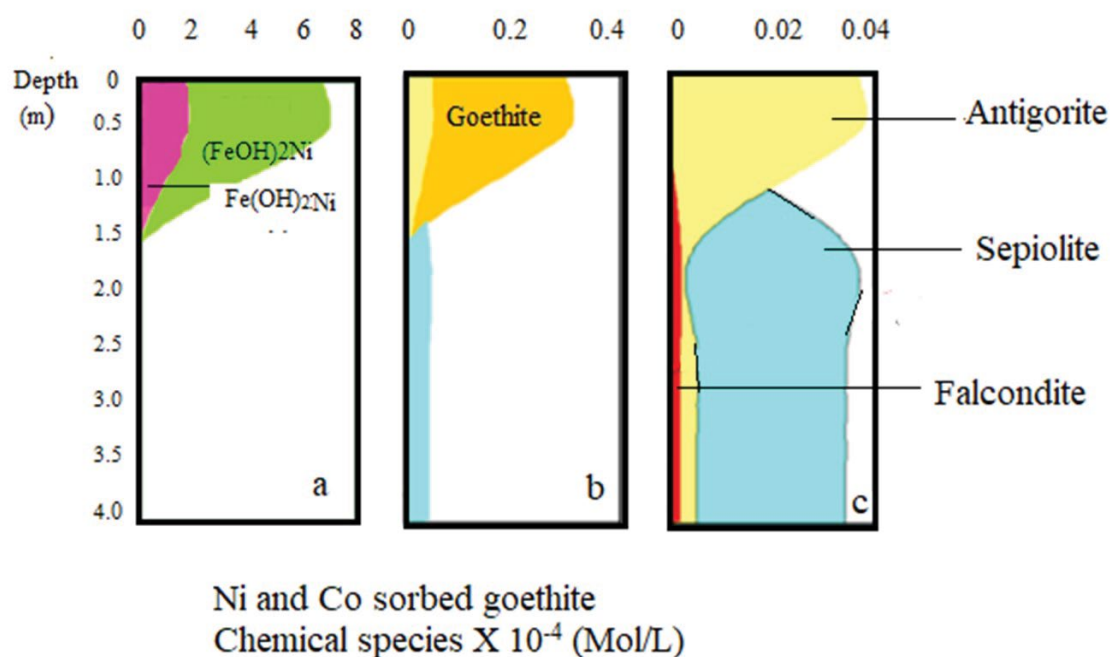 0 2 4 6 8
0 0.2 0.4
0 0.02 0.04
Depth
(m)
0
0.5
1.0
1.5
2.0
2.5
3.0
3.5
4.0
(FeOH)2Ni
Fe(OH)2Ni
a
Goethite
b
Antigorite
Sepiolite
Falcondite
c
Ni and Co sorbed goethite
Chemical species X 10⁻⁴ (Mol/L)